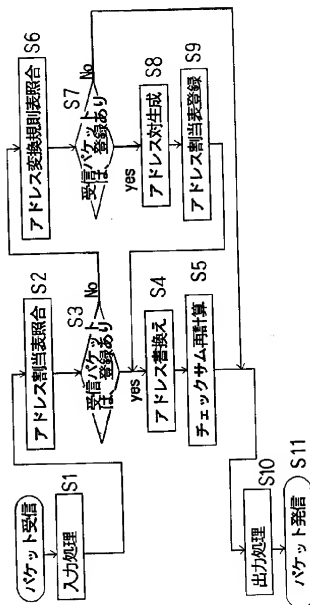 パケット受信
入力処理 S1
アドレス割当表照合 S2
受信パケット
は、登録あり
S3
No
yes
アドレス書換え S4
チェックサム再計算 S5
アドレス変換規則表照合 S6
受信パケット
は、登録あり
S7
No
yes
アドレス対生成 S8
アドレス割当表登録 S9
出力処理 S10
パケット発信 S11